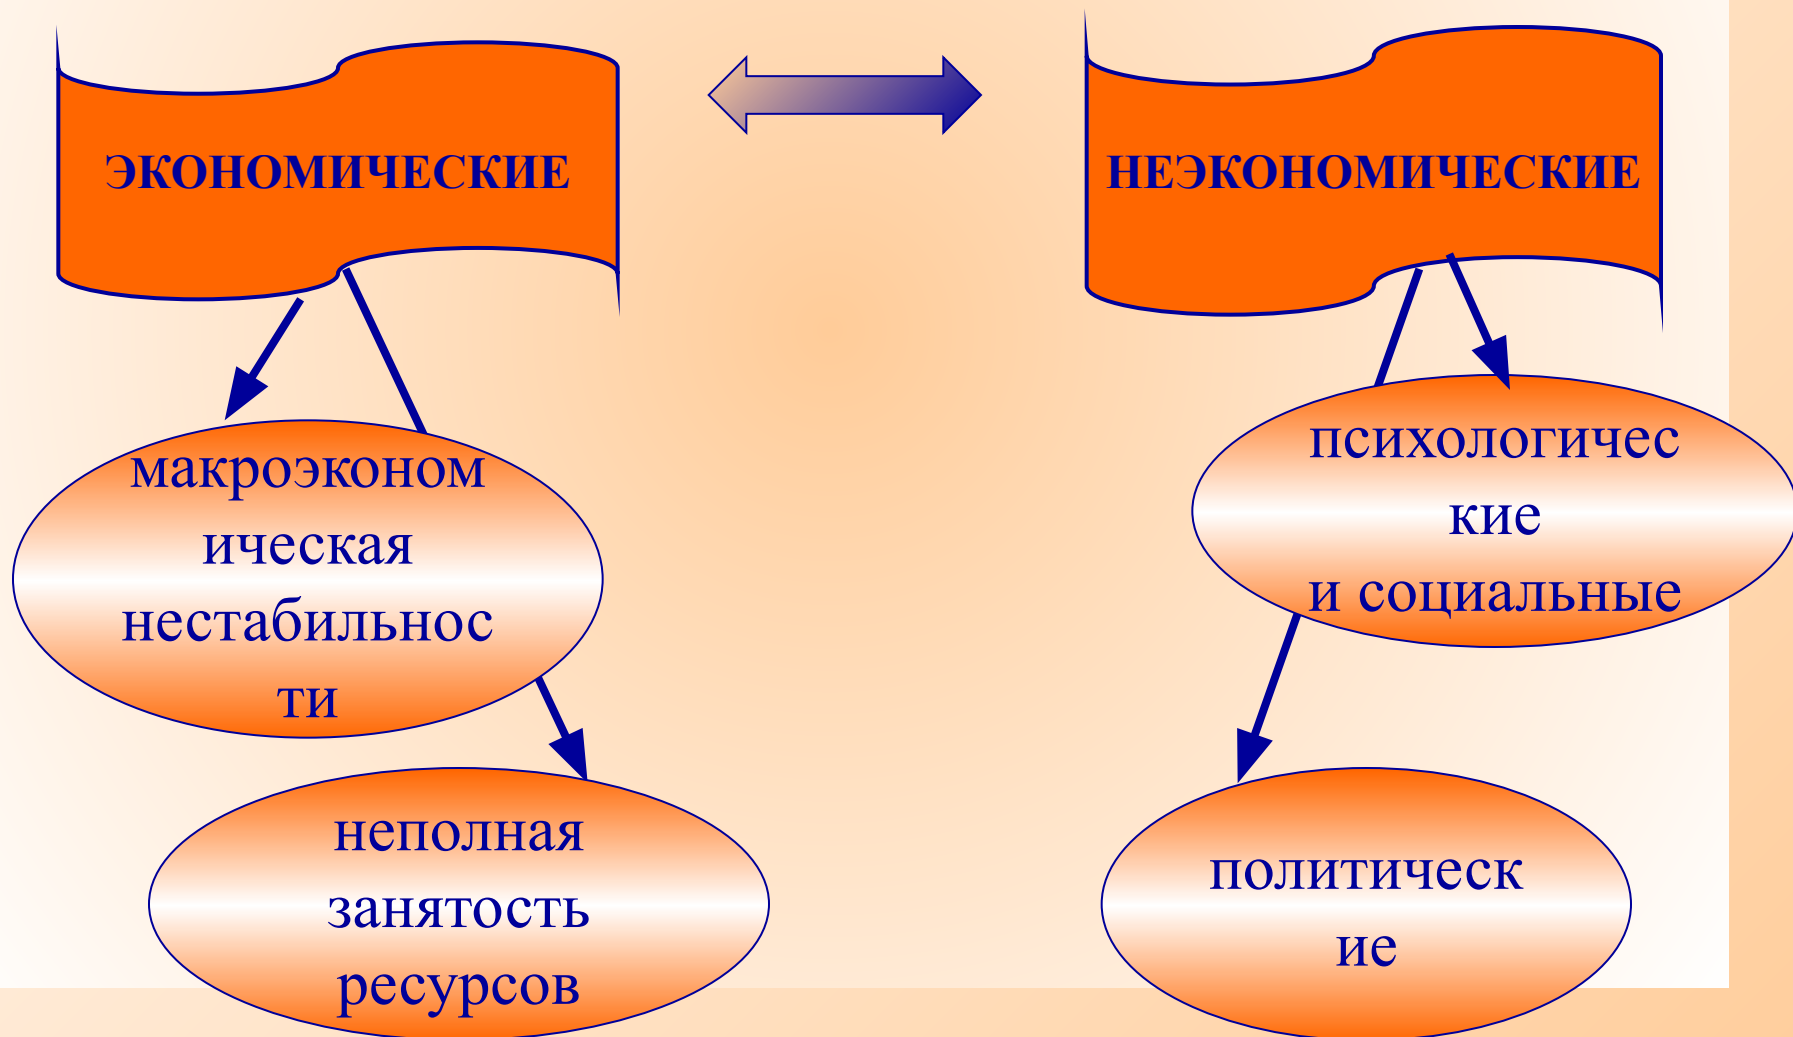 ЭКОНОМИЧЕСКИЕ
НЕЭКОНОМИЧЕСКИЕ
макроэконом
ическая
нестабильнос
ти
психологичес
кие
и социальные
неполная
занятость
ресурсов
политическ
ие